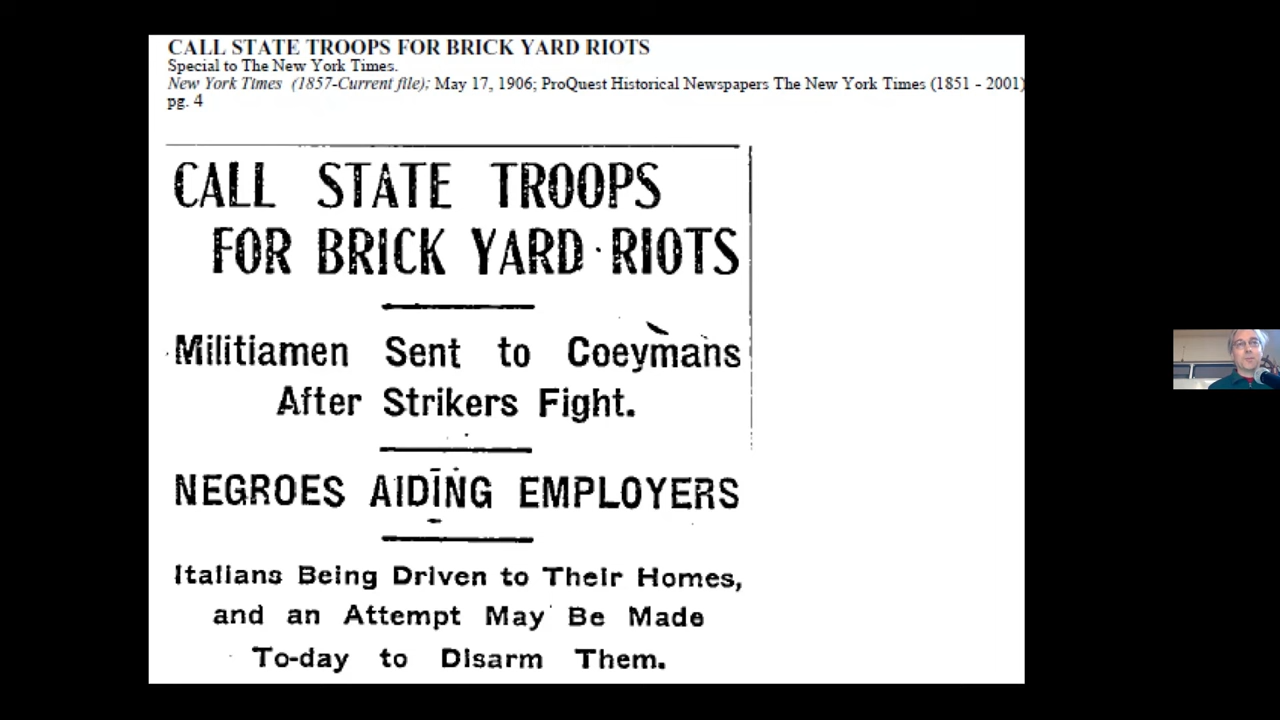 CALL STATE TROOPS FOR BRICK YARD RIOTS
Special to The New York Times.
New York Times (1857-Current file); May 17, 1906; ProQuest Historical Newspapers The New York Times (1851 - 2001)
pg. 4
CALL STATE TROOPS
FOR BRICK YARD RIOTS
Militiamen Sent to Coeymans
After Strikers Fight.
NEGROES AIDING EMPLOYERS
Italians Being Driven to Their Homes,
and an Attempt May Be Made
To-day to Disarm Them.